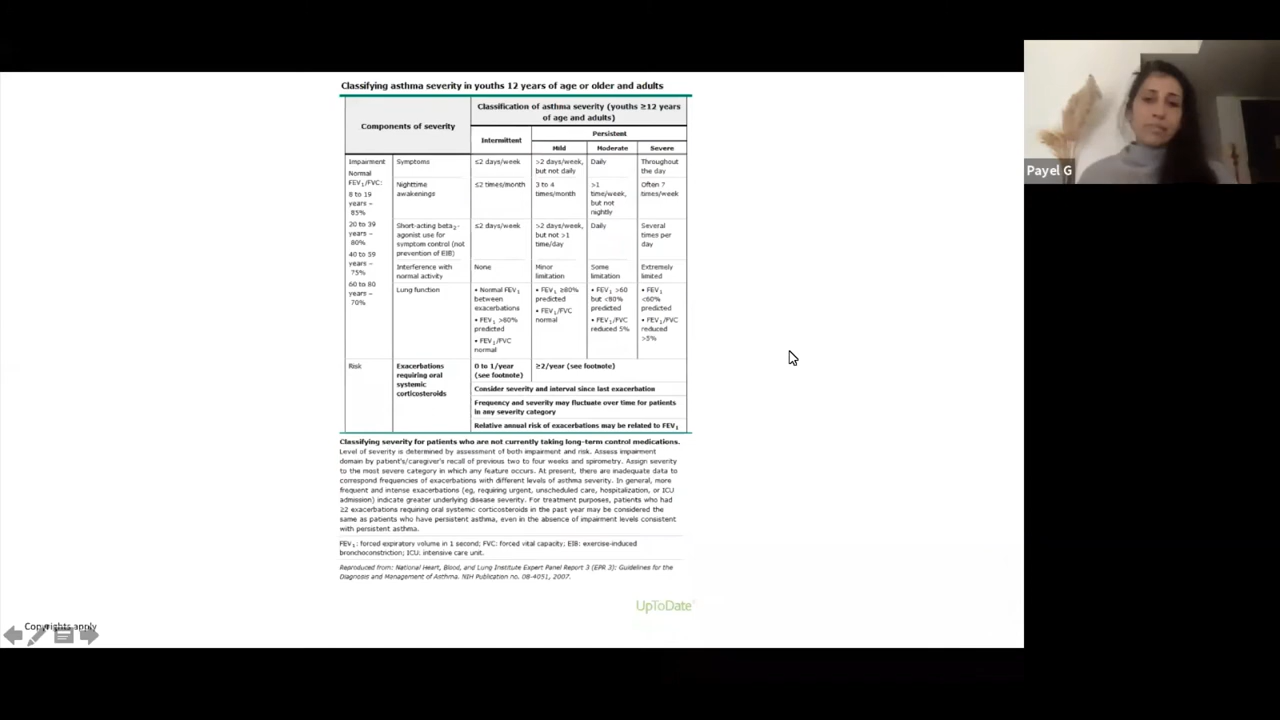 Classifying asthma severity in youths 12 years of age or older and adults
Components of severity
Classification of asthma severity (youths ≥12 years
of age and adults)
Intermittent
Persistent
Mild
Moderate
Severe
Impairment
Normal
FEV₁/FVC:
8 to 19
years –
85%
20 to 39
years –
80%
40 to 59
years –
75%
60 to 80
years –
70%
Symptoms
≤2 days/week
>2 days/week,
but not daily
Daily
Throughout
the day
Nighttime
awakenings
≤2 times/month
3 to 4
times/month
>1
time/week,
but not
nightly
Often 7
times/week
Short-acting beta₂-
agonist use for
symptom control (not
prevention of EIB)
≤2 days/week
>2 days/week,
but not >1
time/day
Daily
Several
times per
day
Interference with
normal activity
None
Minor
limitation
Some
limitation
Extremely
limited
Lung function
• Normal FEV₁
between
exacerbations
• FEV₁ >80%
predicted
• FEV₁/FVC
normal
• FEV₁ ≥80%
predicted
• FEV₁/FVC
normal
• FEV₁ >60
but <80%
predicted
• FEV₁/FVC
reduced 5%
• FEV₁
<60%
predicted
• FEV₁/FVC
reduced
>5%
Risk
Exacerbations
requiring oral
systemic
corticosteroids
0 to 1/year
(see footnote)
≥2/year (see footnote)
Consider severity and interval since last exacerbation
Frequency and severity may fluctuate over time for patients
in any severity category
Relative annual risk of exacerbations may be related to FEV₁
Classifying severity for patients who are not currently taking long-term control medications.
Level of severity is determined by assessment of both impairment and risk. Assess impairment
domain by patient's/caregiver's recall of previous two to four weeks and spirometry. Assign severity
to the most severe category in which any feature occurs. At present, there are inadequate data to
correspond frequencies of exacerbations with different levels of asthma severity. In general, more
frequent and intense exacerbations (eg, requiring urgent, unscheduled care, hospitalization, or ICU
admission) indicate greater underlying disease severity. For treatment purposes, patients who had
≥2 exacerbations requiring oral systemic corticosteroids in the past year may be considered the
same as patients who have persistent asthma, even in the absence of impairment levels consistent
with persistent asthma.
FEV₁: forced expiratory volume in 1 second; FVC: forced vital capacity; EIB: exercise-induced
bronchoconstriction; ICU: intensive care unit.
Reproduced from: National Heart, Blood, and Lung Institute Expert Panel Report 3 (EPR 3): Guidelines for the
Diagnosis and Management of Asthma. NIH Publication no. 08-4051, 2007.
UpToDate®
Copyrights apply
Payel G